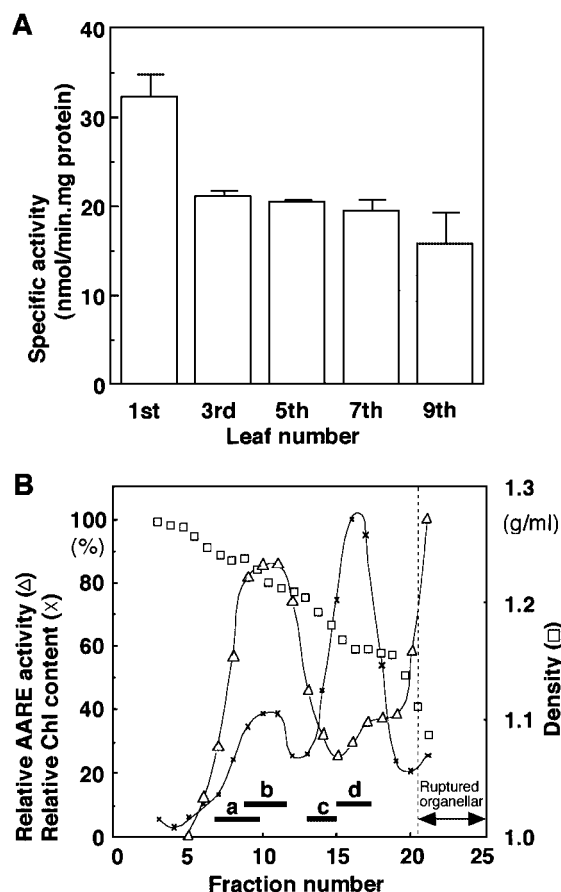 A
Specific activity
(nmol/min.mg protein)
40
30
20
10
0
1st 3rd 5th 7th 9th
Leaf number
B
Relative AARE activity (△)
Relative Chl content (×)
100
(%)
80
60
40
20
0
1.3
(g/ml)
1.2
1.1
1.0
Density (□)
a
b
c
d
Ruptured
organellar
0 5 10 15 20 25
Fraction number